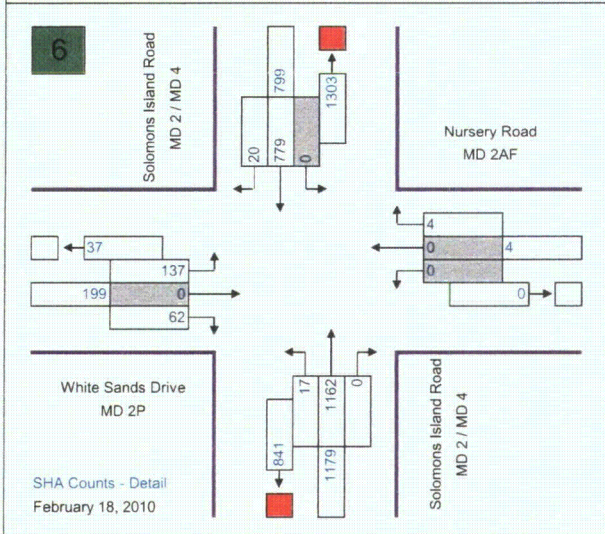 6
Solomons Island Road
MD 2 / MD 4
799
1303
20
779
0
Nursery Road
MD 2AF
37
137
199
0
62
4
0
4
0
0
White Sands Drive
MD 2P
17
1162
0
841
1179
Solomons Island Road
MD 2 / MD 4
SHA Counts - Detail
February 18, 2010